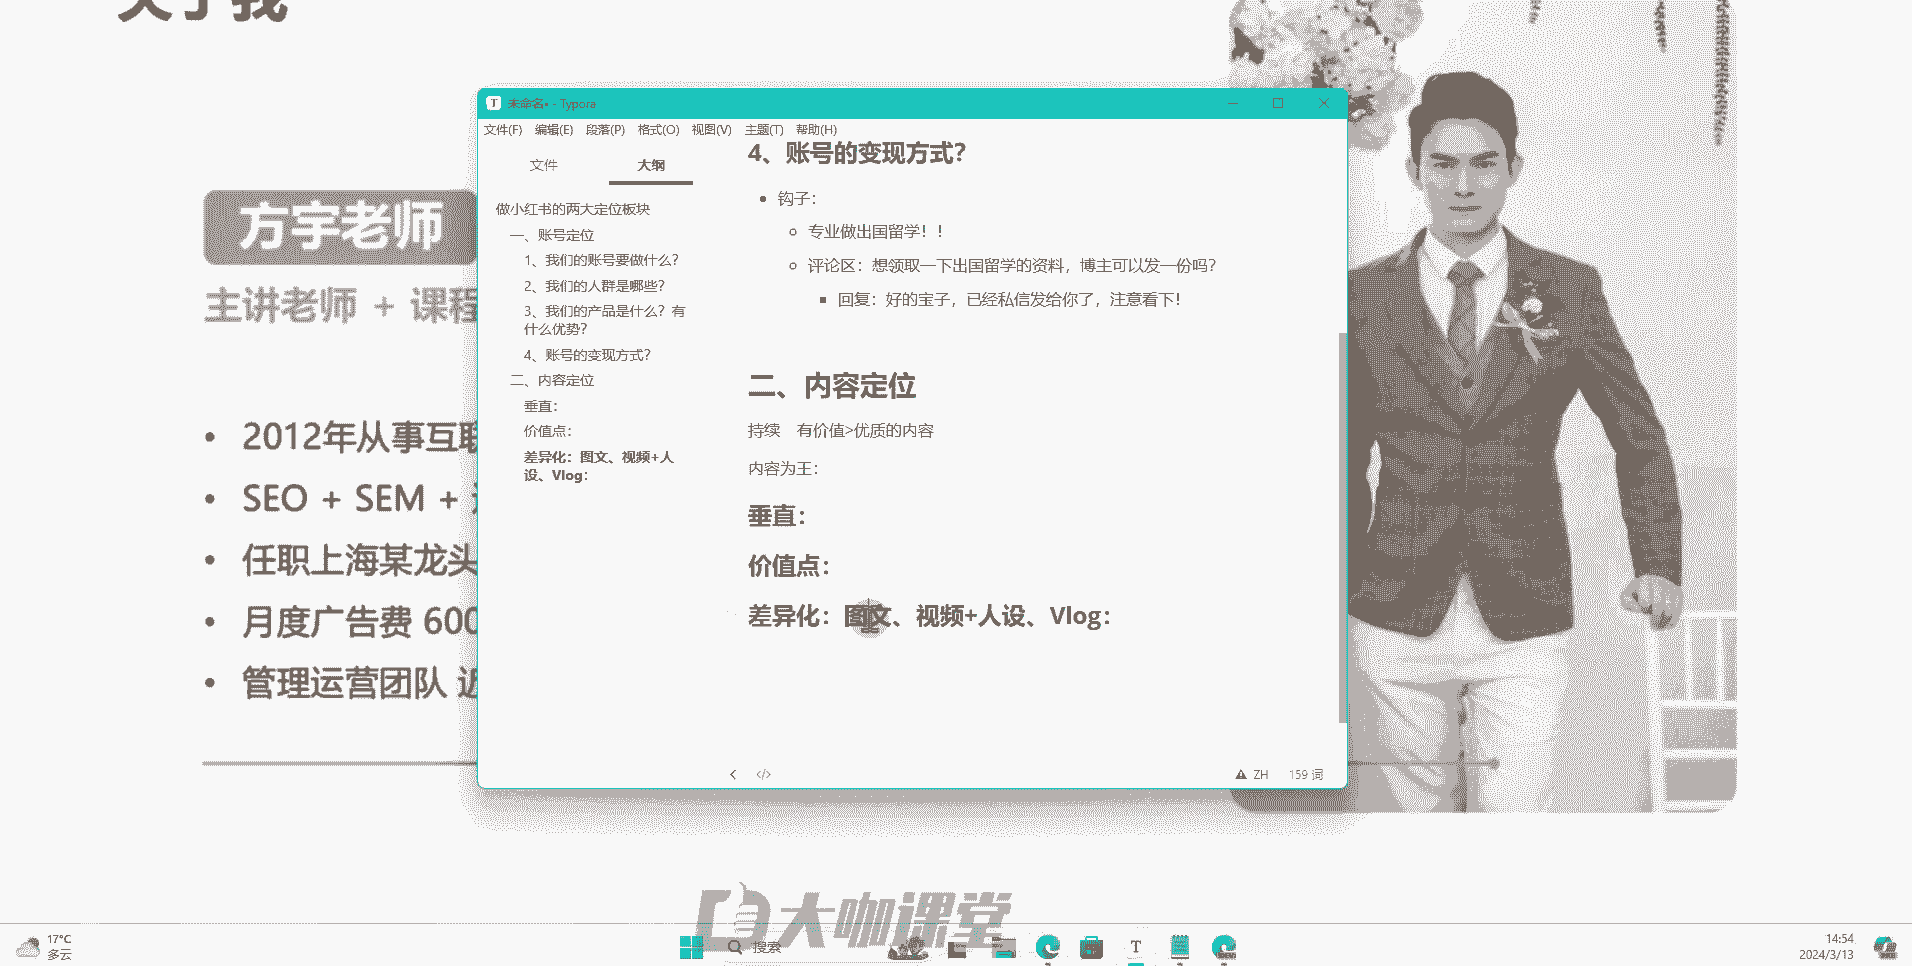 关于我
方宇老师
主讲老师 + 课程
2012年从事互联
SEO + SEM +
任职上海某龙头
月度广告费 600
管理运营团队 近
未命名• - Typora
文件(F) 编辑(E) 段落(P) 格式(O) 视图(V) 主题(T) 帮助(H)
文件 大纲
做小红书的两大定位板块
一、账号定位
1、我们的账号要做什么？
2、我们的人群是哪些？
3、我们的产品是什么？有
什么优势？
4、账号的变现方式？
二、内容定位
垂直：
价值点：
差异化：图文、视频+人
设、Vlog：
4、账号的变现方式？
钩子：
专业做出国留学！！
评论区：想领取一下出国留学的资料，博主可以发一份吗？
回复：好的宝子，已经私信发给你了，注意看下！
二、内容定位
持续 有价值>优质的内容
内容为王：
垂直：
价值点：
差异化：图文、视频+人设、Vlog：
ZH 159 词
大咖课堂
17°C
多云
搜索
14:54
2024/3/13